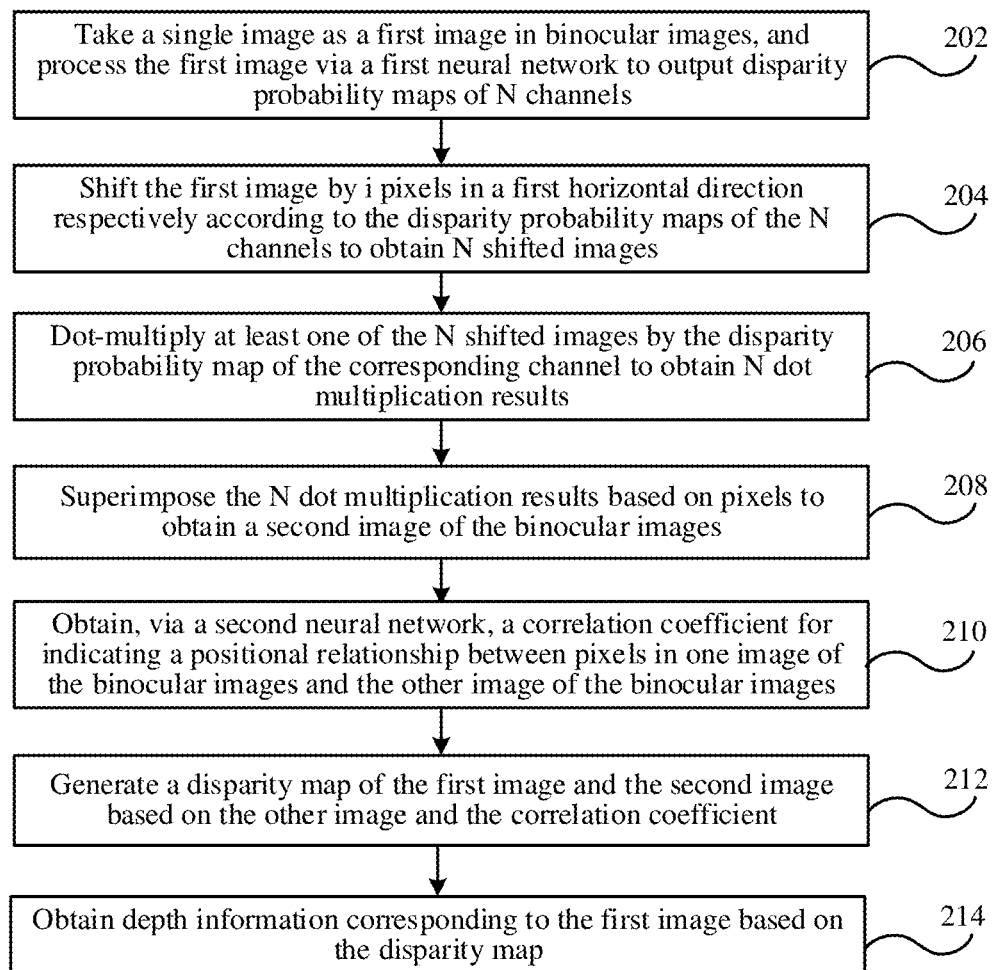 Take a single image as a first image in binocular images, and
process the first image via a first neural network to output disparity
probability maps of N channels
202
Shift the first image by i pixels in a first horizontal direction
respectively according to the disparity probability maps of the N
channels to obtain N shifted images
204
Dot-multiply at least one of the N shifted images by the disparity
probability map of the corresponding channel to obtain N dot
multiplication results
206
Superimpose the N dot multiplication results based on pixels to
obtain a second image of the binocular images
208
Obtain, via a second neural network, a correlation coefficient for
indicating a positional relationship between pixels in one image of
the binocular images and the other image of the binocular images
210
Generate a disparity map of the first image and the second image
based on the other image and the correlation coefficient
212
Obtain depth information corresponding to the first image based on
the disparity map
214